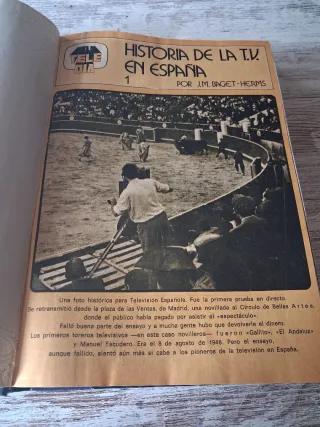 TELE
DIA
HISTORIA DE LA T.V.
EN ESPAÑA
1
POR J.M. BAGET-HERMS
Una foto histórica para Televisión Española. Fue la primera prueba en directo.
Se retransmitió desde la plaza de las Ventas, de Madrid, una novillada al Círculo de Bellas Artes,
donde el público había pagado por asistir al «espectáculo».
Falló buena parte del ensayo y a mucha gente hubo que devolverla el dinero.
Los primeros toreros televisivos —en este caso novilleros— fueron «Gallito», «El Andaluz»
y Manuel Escudero. Era el 8 de agosto de 1948. Pero el ensayo,
aunque fallido, sientó aún más si cabe a los pioneros de la televisión en España.